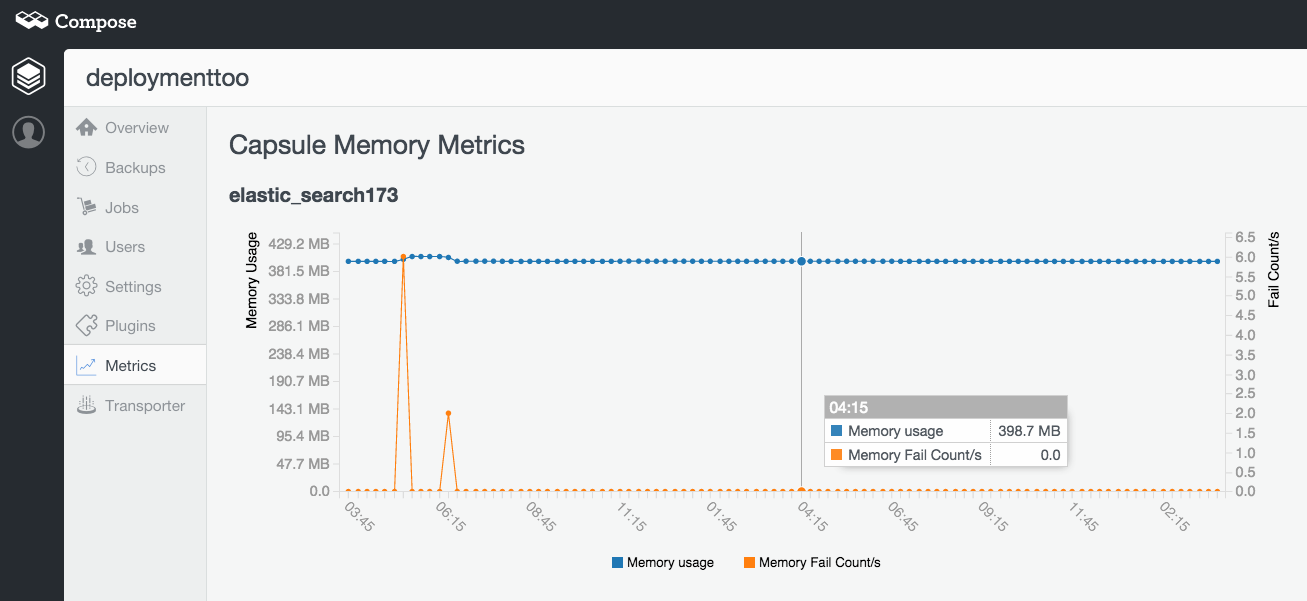 Compose
deploymenttoo
Overview
Backups
Jobs
Users
Settings
Plugins
Metrics
Transporter
Capsule Memory Metrics
elastic_search173
Memory Usage
429.2 MB
381.5 MB
333.8 MB
286.1 MB
238.4 MB
190.7 MB
143.1 MB
95.4 MB
47.7 MB
0.0
6.5
6.0
5.5
5.0
4.5
4.0
3.5
3.0
2.5
2.0
1.5
1.0
0.5
0.0
Fail Count/s
04:15
Memory usage 398.7 MB
Memory Fail Count/s 0.0
03:45 06:15 08:45 11:15 01:45 04:15 06:45 09:15 11:45 02:15
Memory usage Memory Fail Count/s